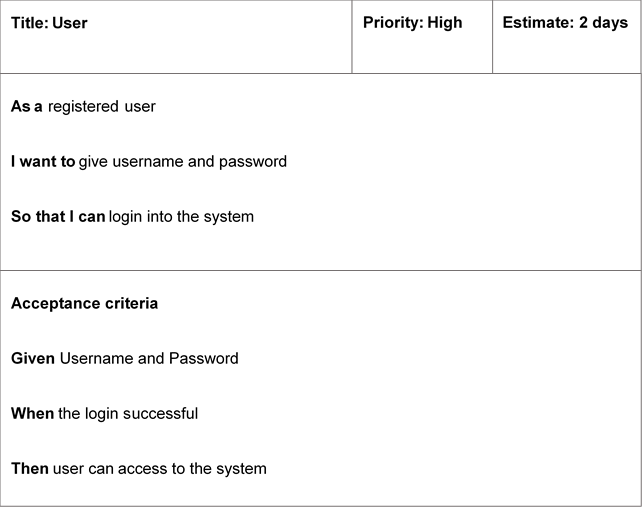 Title: User
Priority: High
Estimate: 2 days
As a registered user
I want to give username and password
So that I can login into the system
Acceptance criteria
Given Username and Password
When the login successful
Then user can access to the system